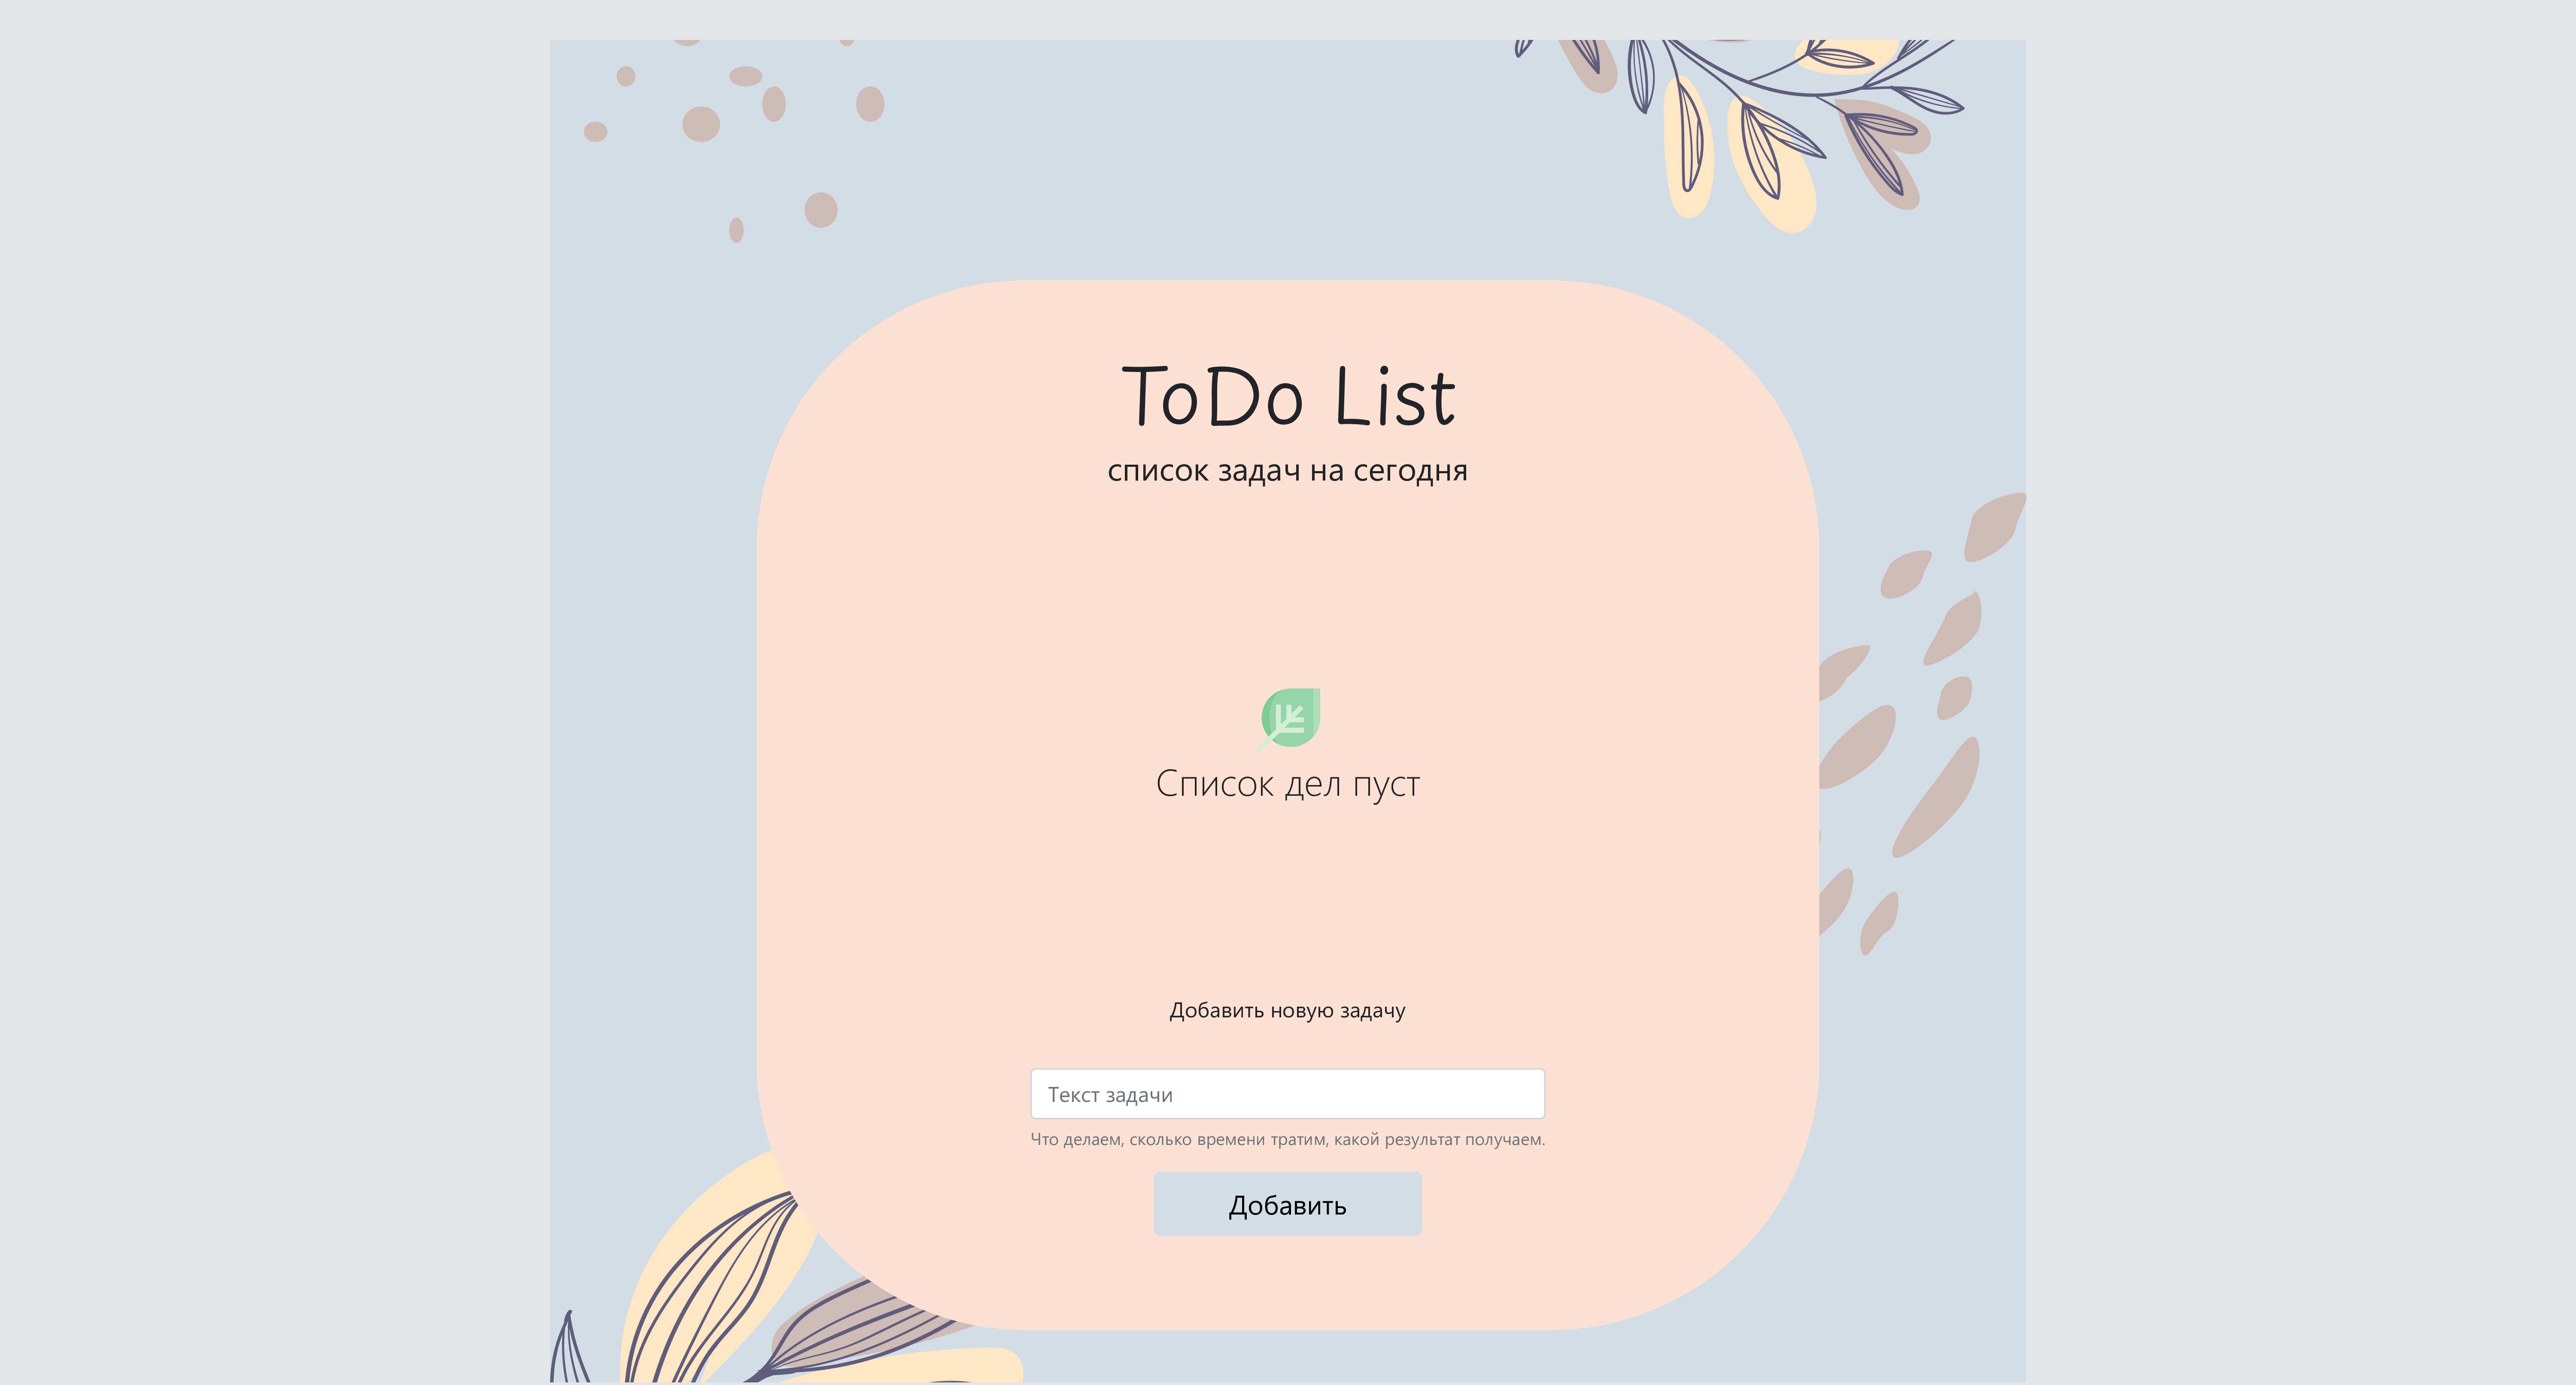 ToDo List
список задач на сегодня
Список дел пуст
Добавить новую задачу
Текст задачи
Что делаем, сколько времени тратим, какой результат получаем.
Добавить